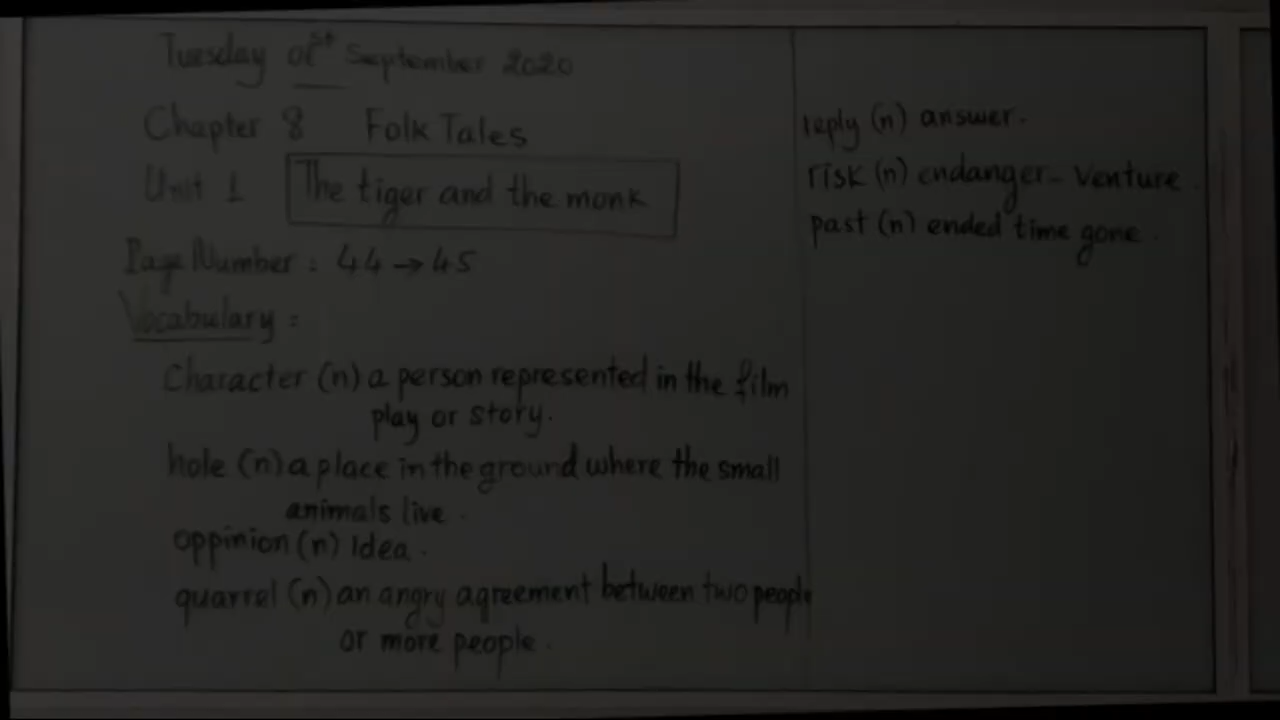 Tuesday 01st September 2020
Chapter 8 Folk Tales
Unit 1 The tiger and the monk
Page Number : 44 → 45
Vocabulary :
Character (n) a person represented in the film
play or story.
hole (n) a place in the ground where the small
animals live.
oppinion (n) Idea.
quarrel (n) an angry agreement between two people
or more people.
reply (n) answer.
risk (n) endanger - venture.
past (n) ended time gone.